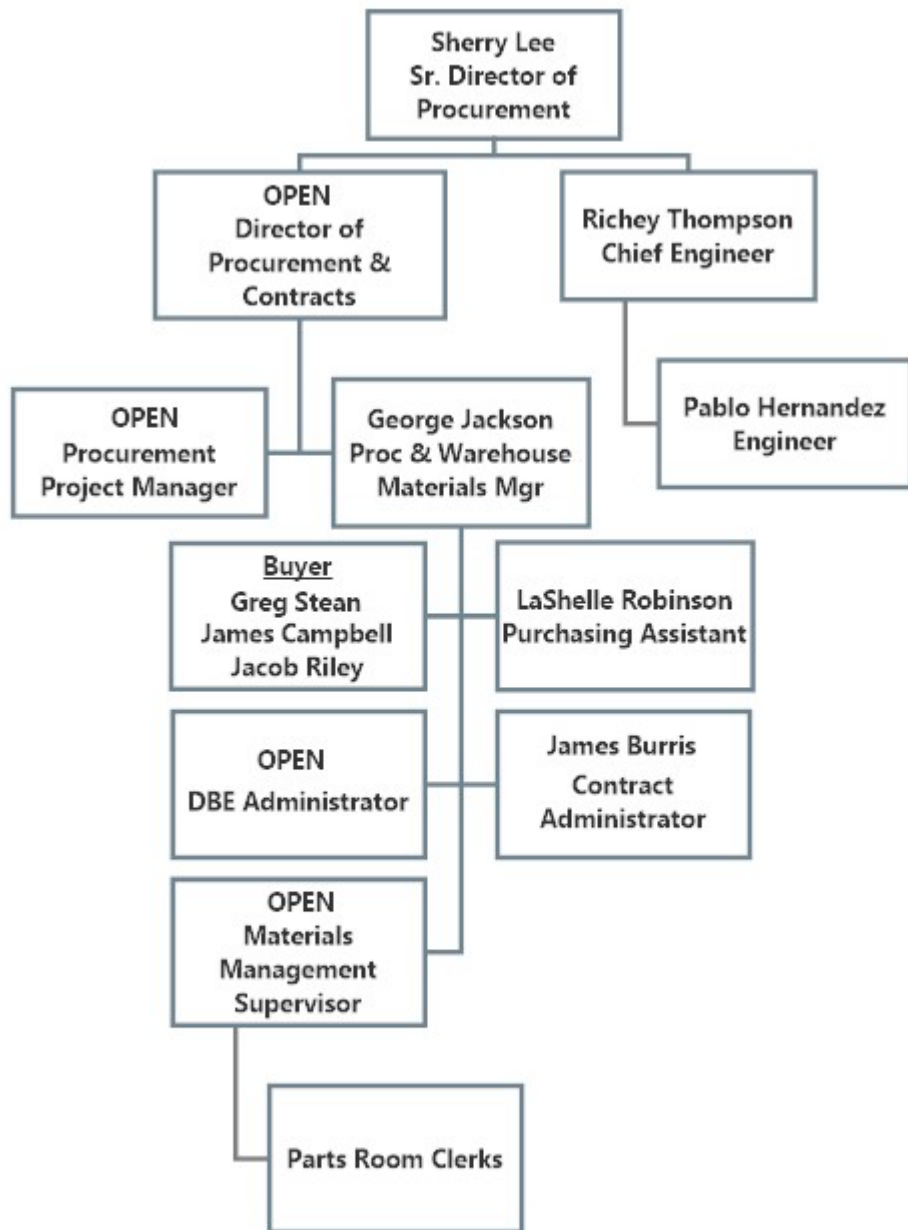 Sherry Lee
Sr. Director of
Procurement
OPEN
Director of
Procurement &
Contracts
Richey Thompson
Chief Engineer
Pablo Hernandez
Engineer
OPEN
Procurement
Project Manager
George Jackson
Proc & Warehouse
Materials Mgr
Buyer
Greg Stean
James Campbell
Jacob Riley
LaShelle Robinson
Purchasing Assistant
OPEN
DBE Administrator
James Burris
Contract
Administrator
OPEN
Materials
Management
Supervisor
Parts Room Clerks